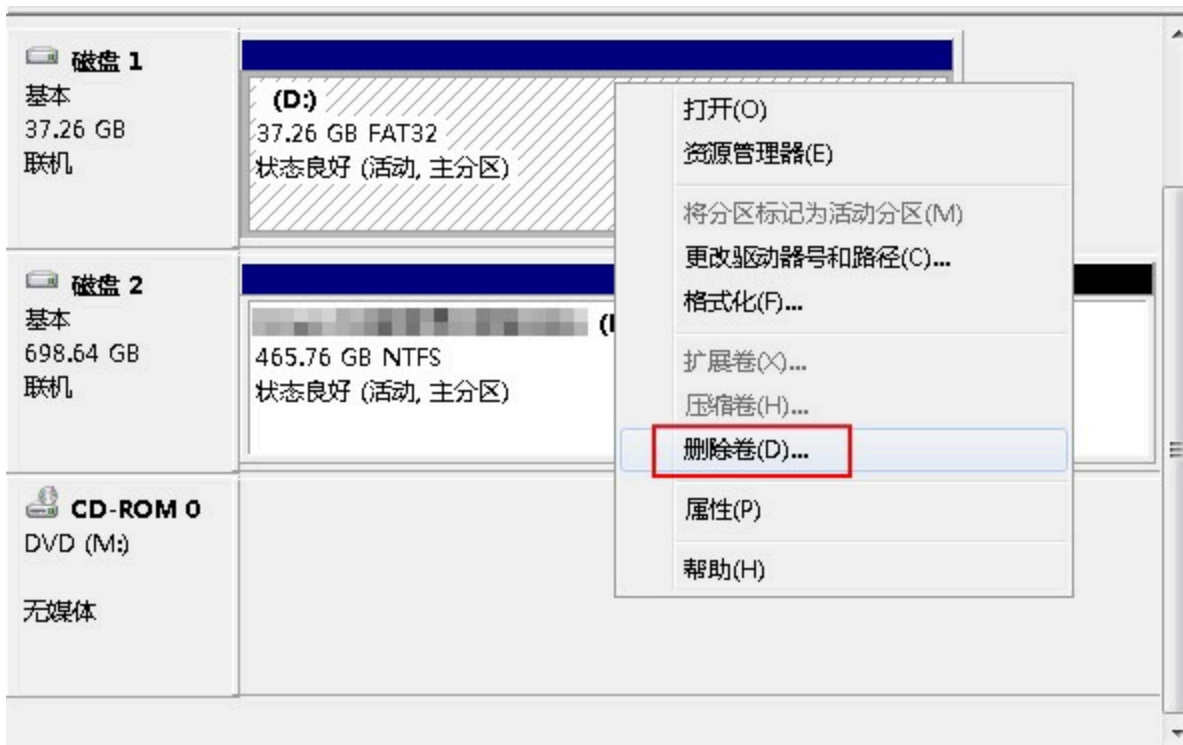 磁盘 1
基本
37.26 GB
联机
(D:)
37.26 GB FAT32
状态良好 (活动, 主分区)
打开(O)
资源管理器(E)
将分区标记为活动分区(M)
更改驱动器号和路径(C)...
格式化(F)...
扩展卷(X)...
压缩卷(H)...
删除卷(D)...
属性(P)
帮助(H)
磁盘 2
基本
698.64 GB
联机
465.76 GB NTFS
状态良好 (活动, 主分区)
CD-ROM 0
DVD (M:)
无媒体